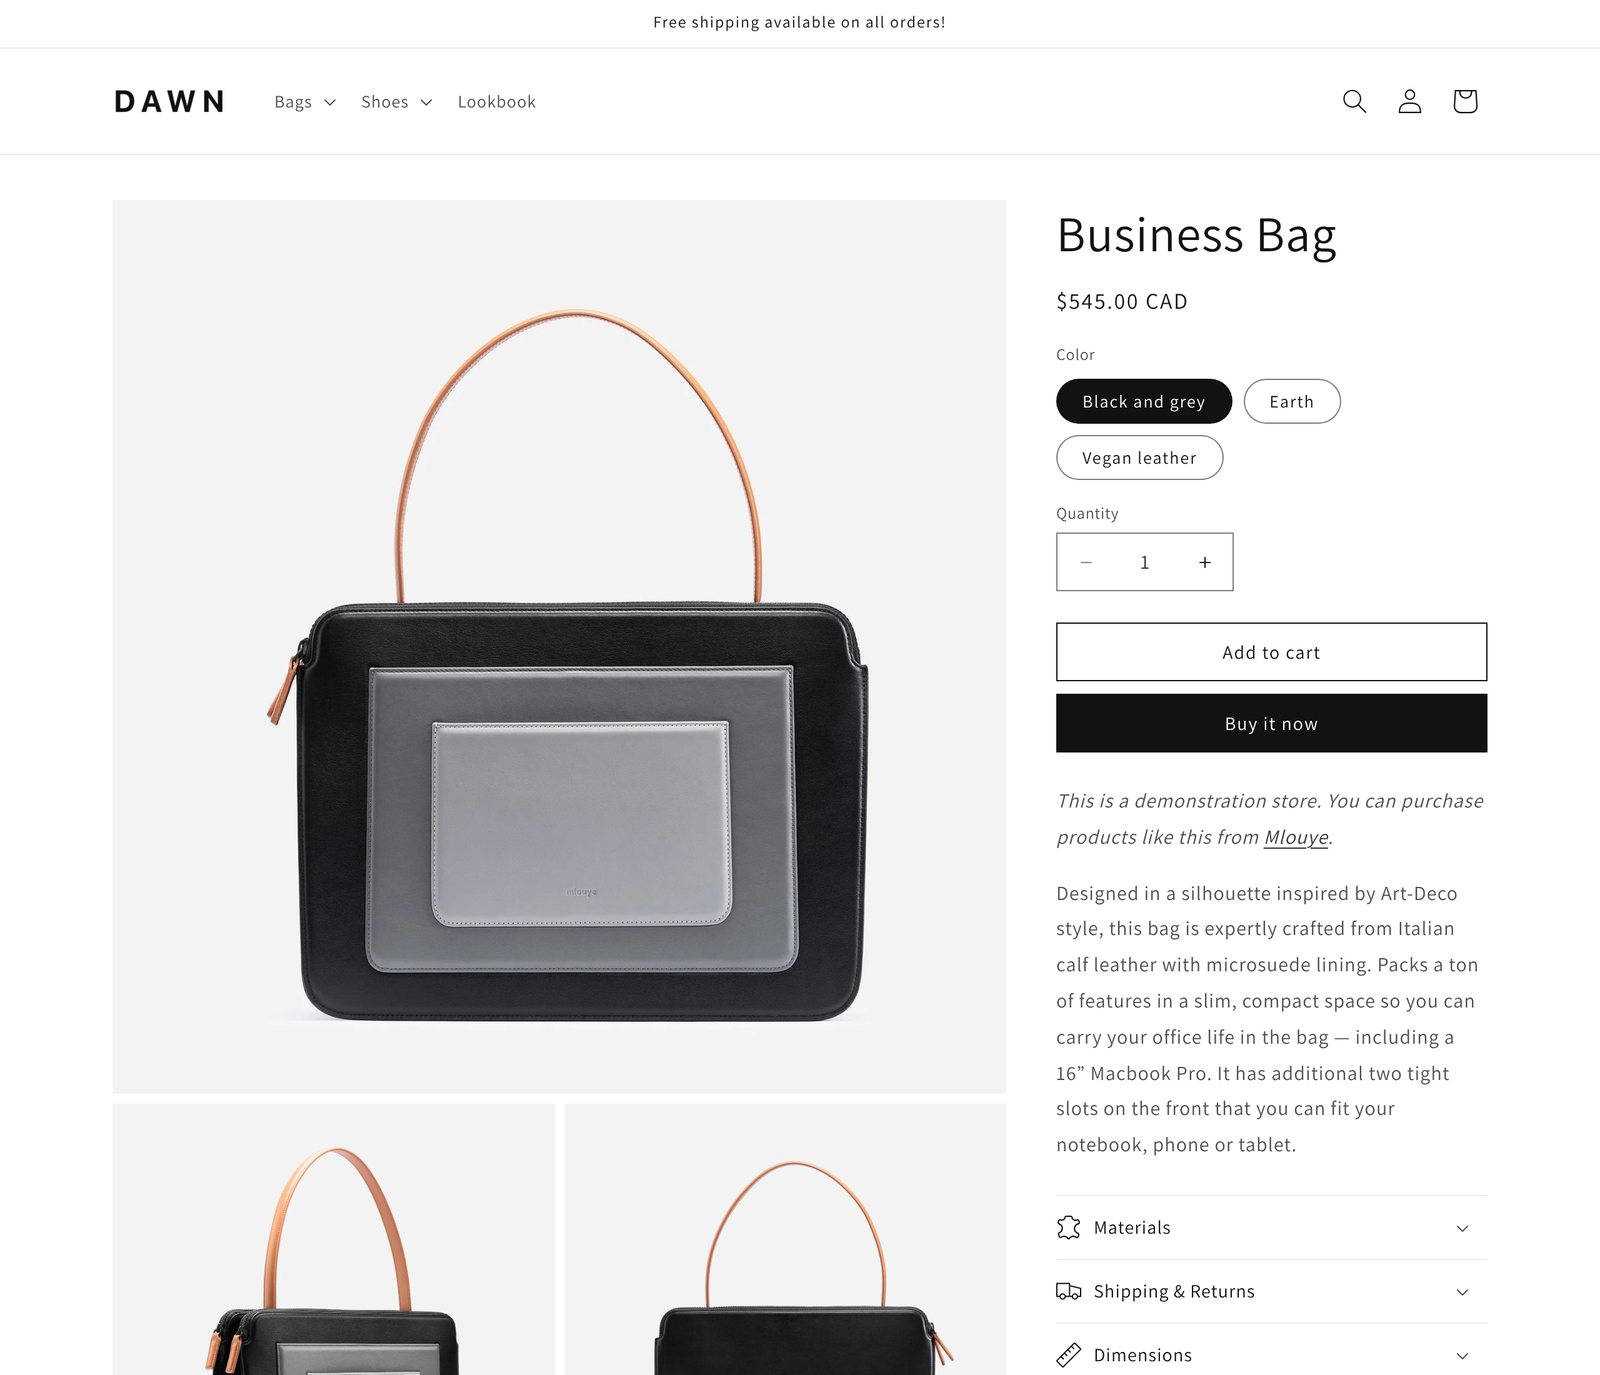 Free shipping available on all orders!
DAWN
Bags
Shoes
Lookbook
Business Bag
$545.00 CAD
Color
Black and grey
Earth
Vegan leather
Quantity
1
Add to cart
Buy it now
This is a demonstration store. You can purchase
products like this from Mlouye.
Designed in a silhouette inspired by Art-Deco
style, this bag is expertly crafted from Italian
calf leather with microsuede lining. Packs a ton
of features in a slim, compact space so you can
carry your office life in the bag — including a
16” Macbook Pro. It has additional two tight
slots on the front that you can fit your
notebook, phone or tablet.
Materials
Shipping & Returns
Dimensions
mlouye